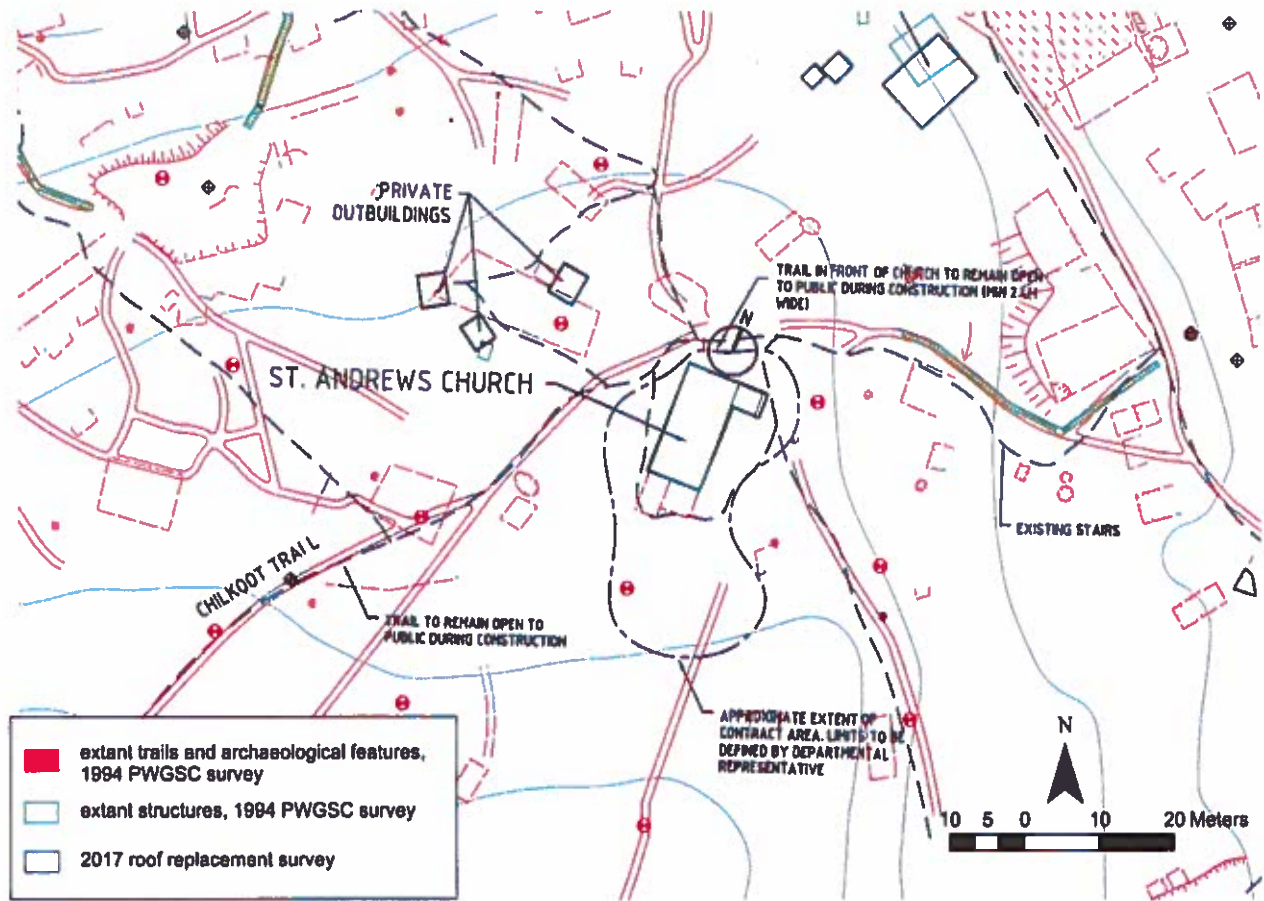 PRIVATE
OUTBUILDINGS
TRAIL IN FRONT OF CHURCH TO REMAIN OPEN
TO PUBLIC DURING CONSTRUCTION (MIN
WIDE)
N
ST. ANDREWS CHURCH
EXISTING STAIRS
CHILKOOT TRAIL
TRAIL TO REMAIN OPEN TO
PUBLIC DURING CONSTRUCTION
APPROXIMATE EXTENT OF
CONTRACT AREA. LIMITS TO BE
DEFINED BY DEPARTMENTAL
REPRESENTATIVE
extant trails and archaeological features,
1994 PWGSC survey
extant structures, 1994 PWGSC survey
2017 roof replacement survey
N
10 5 0 10 20 Meters